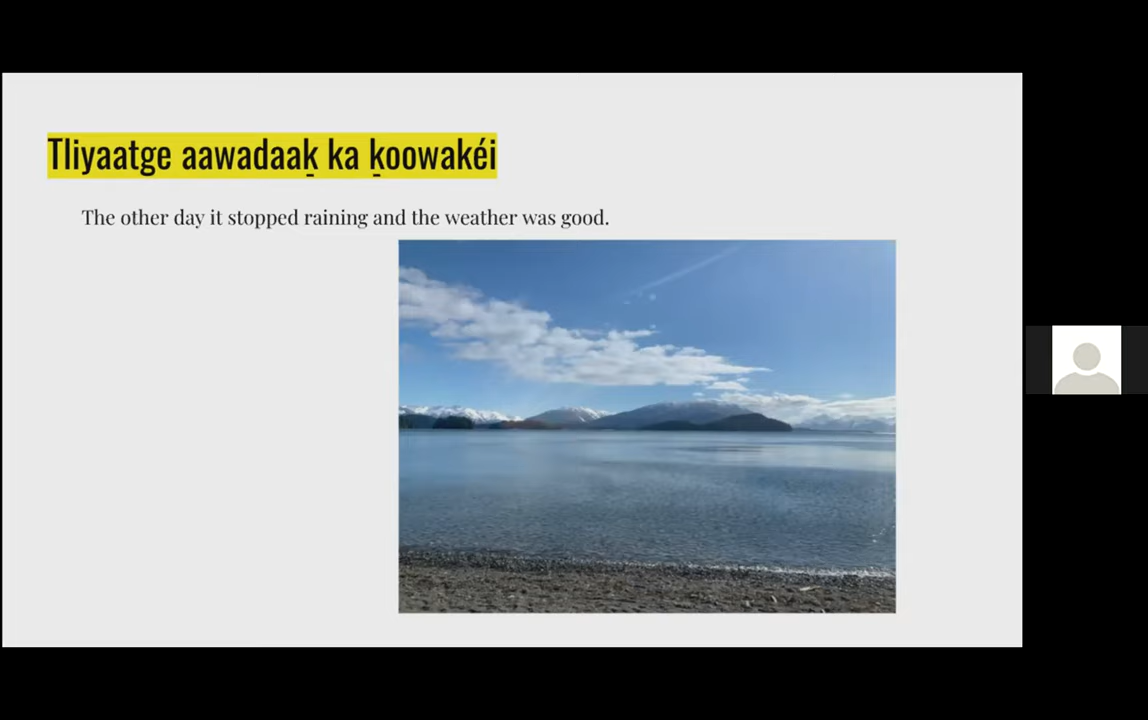 Tliyaatge aawadaaḵ ka ḵoowakéi
The other day it stopped raining and the weather was good.